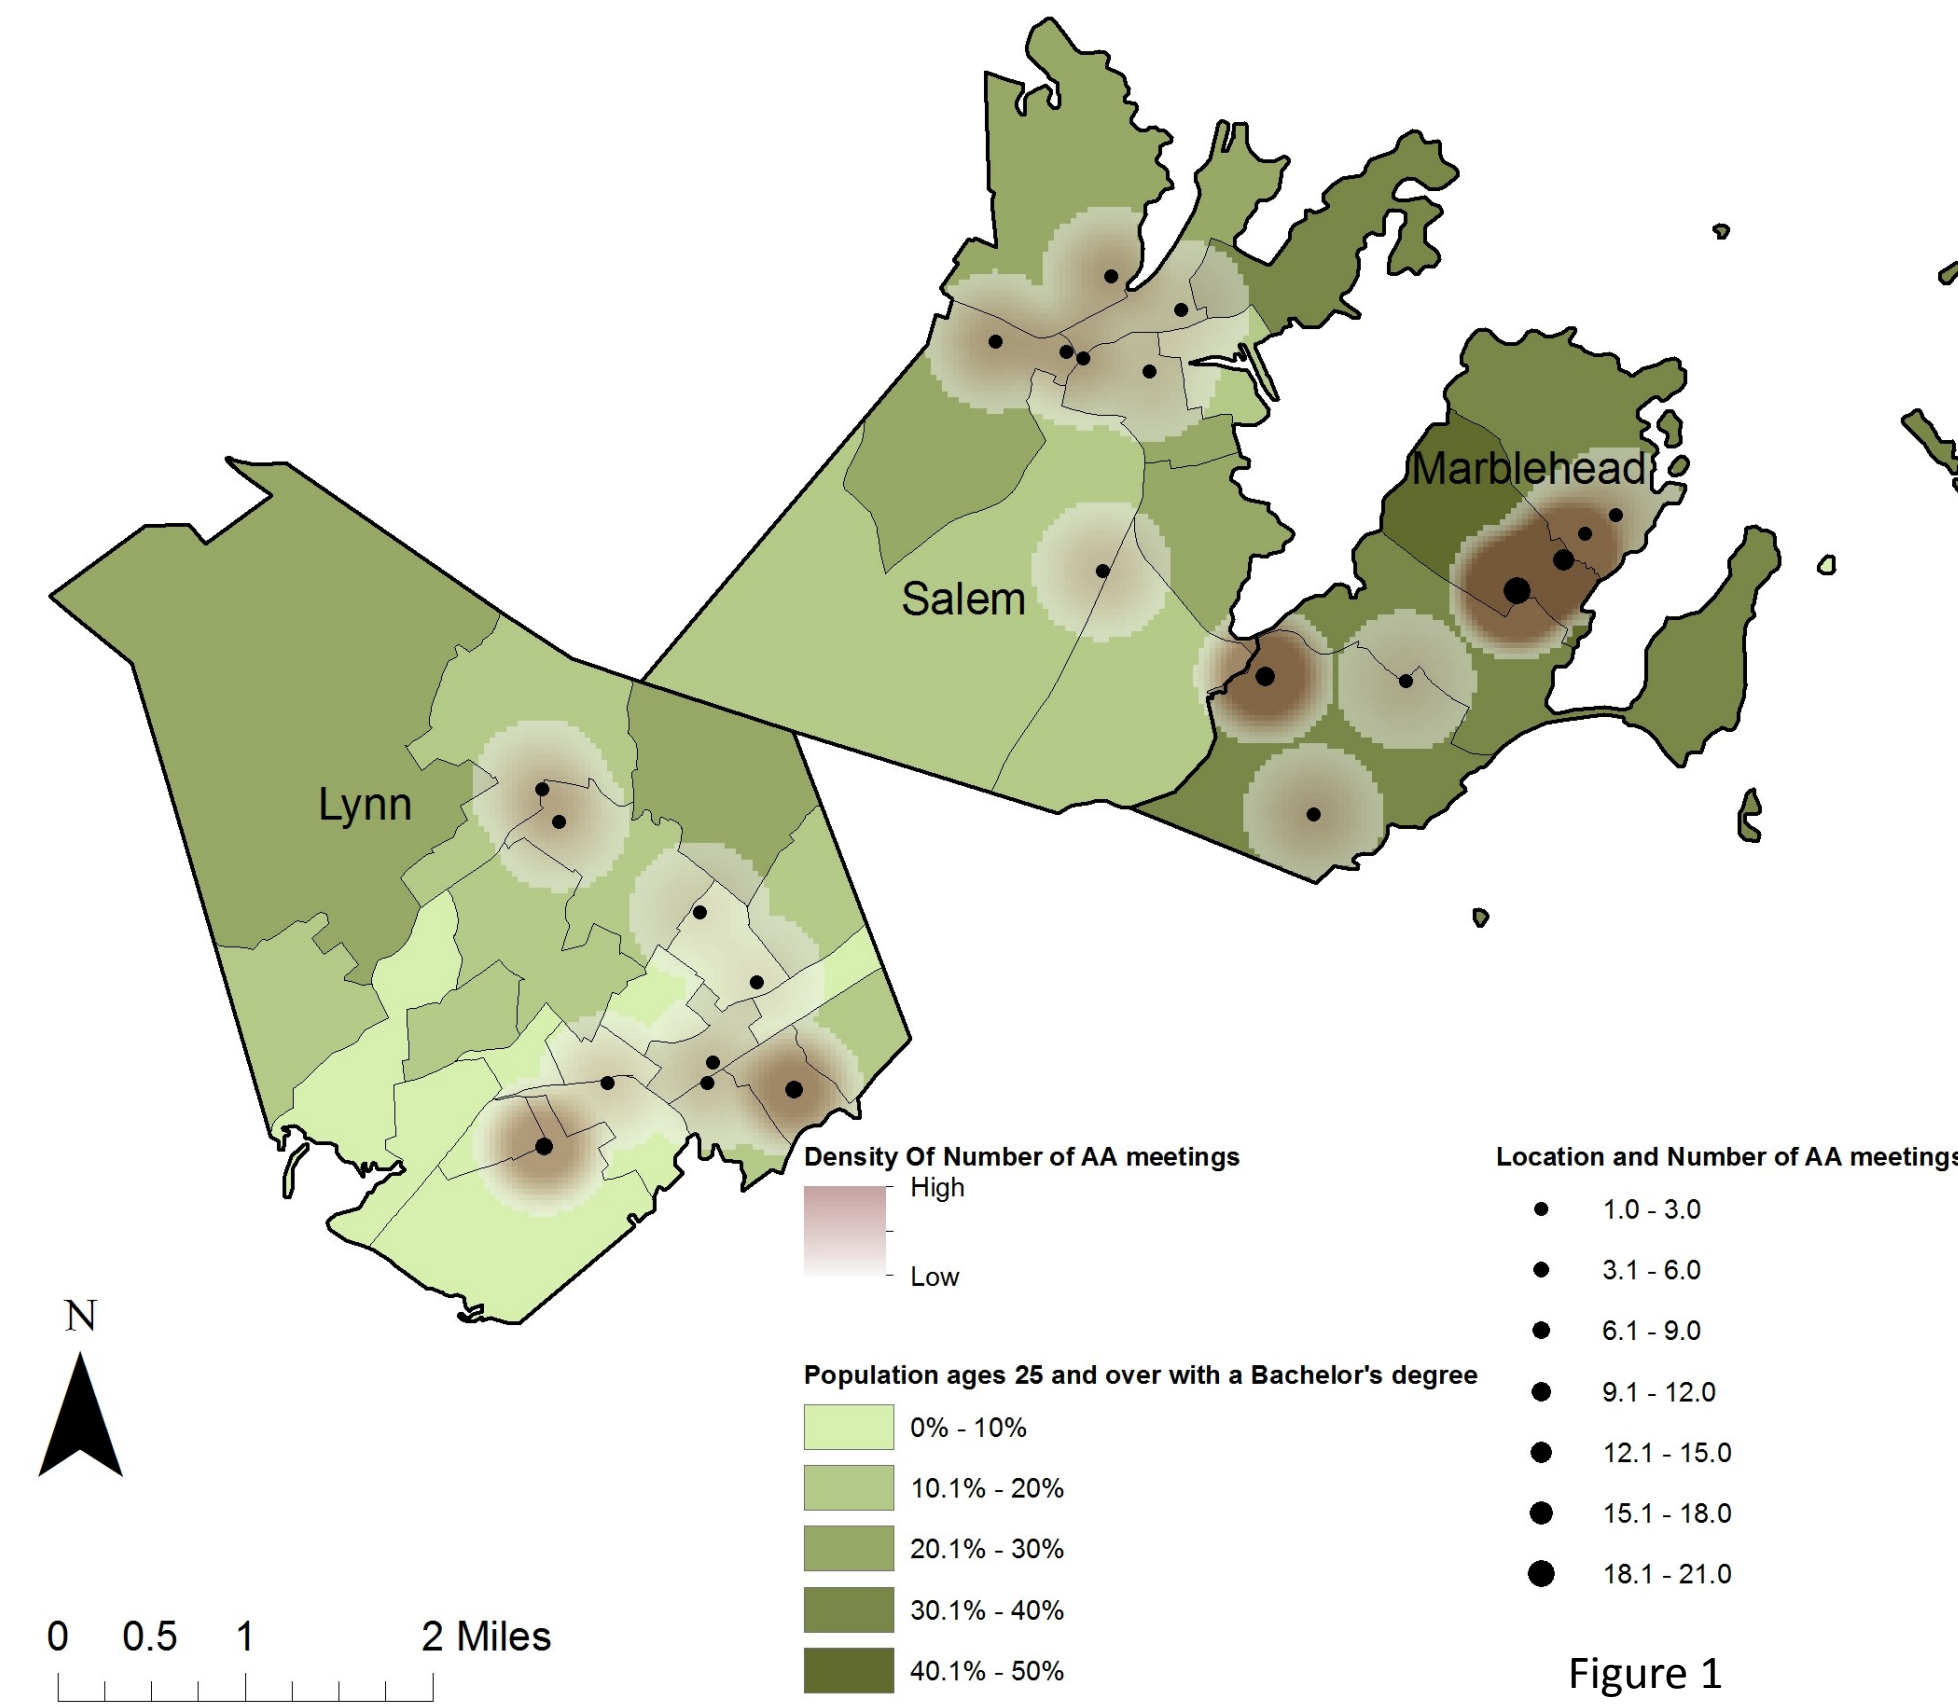 Marblehead
Salem
Lynn
Density Of Number of AA meetings
High
Low
Location and Number of AA meetings
1.0 - 3.0
3.1 - 6.0
6.1 - 9.0
9.1 - 12.0
12.1 - 15.0
15.1 - 18.0
18.1 - 21.0
N
Population ages 25 and over with a Bachelor's degree
0% - 10%
10.1% - 20%
20.1% - 30%
30.1% - 40%
40.1% - 50%
0 0.5 1 2 Miles
Figure 1